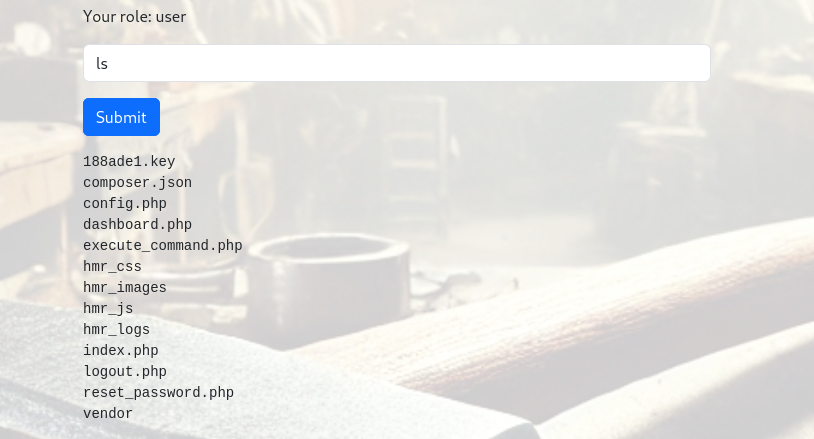 Your role: user
ls
Submit
188ade1.key
composer.json
config.php
dashboard.php
execute_command.php
hmr_css
hmr_images
hmr_js
hmr_logs
index.php
logout.php
reset_password.php
vendor